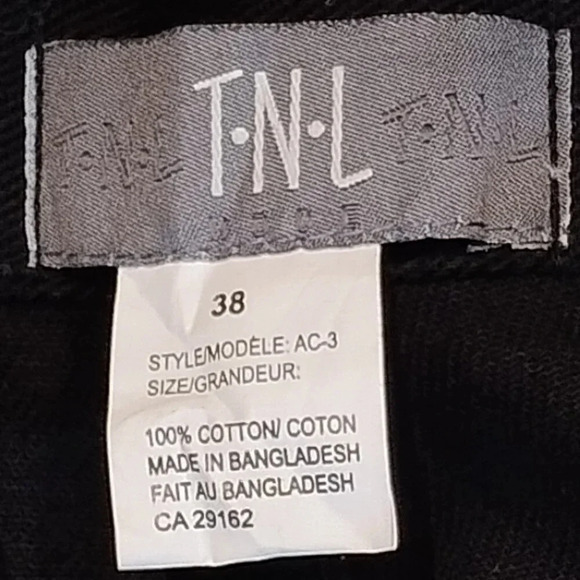 T·N·L
T·N·L
T·N·L
38
STYLE/MODÈLE: AC-3
SIZE/GRANDEUR:
100% COTTON/ COTON
MADE IN BANGLADESH
FAIT AU BANGLADESH
CA 29162